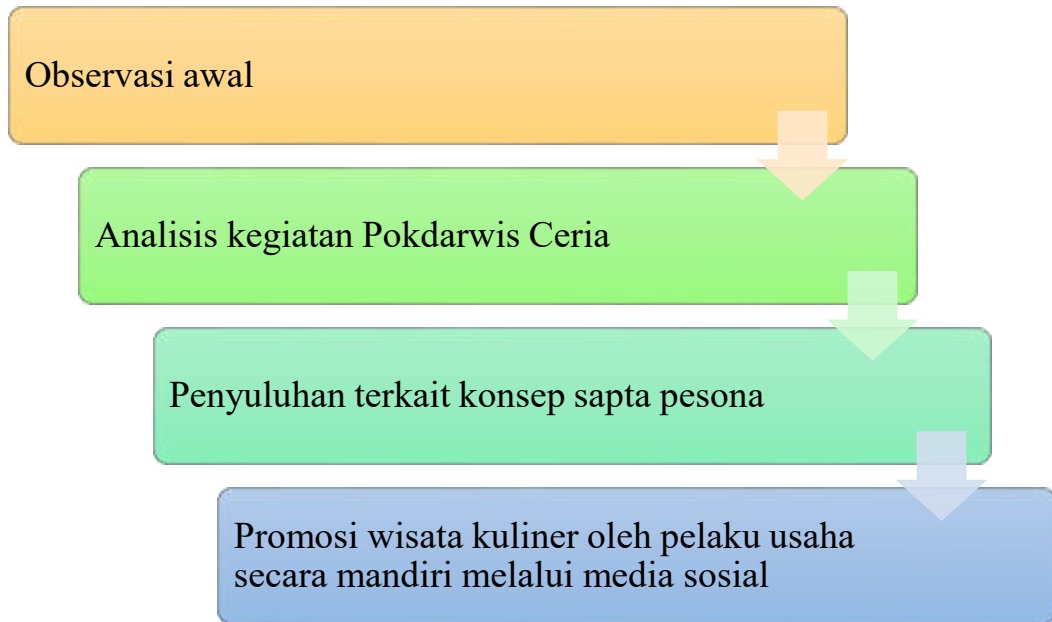 Observasi awal
Analisis kegiatan Pokdarwis Ceria
Penyuluhan terkait konsep sapta pesona
Promosi wisata kuliner oleh pelaku usaha
secara mandiri melalui media sosial